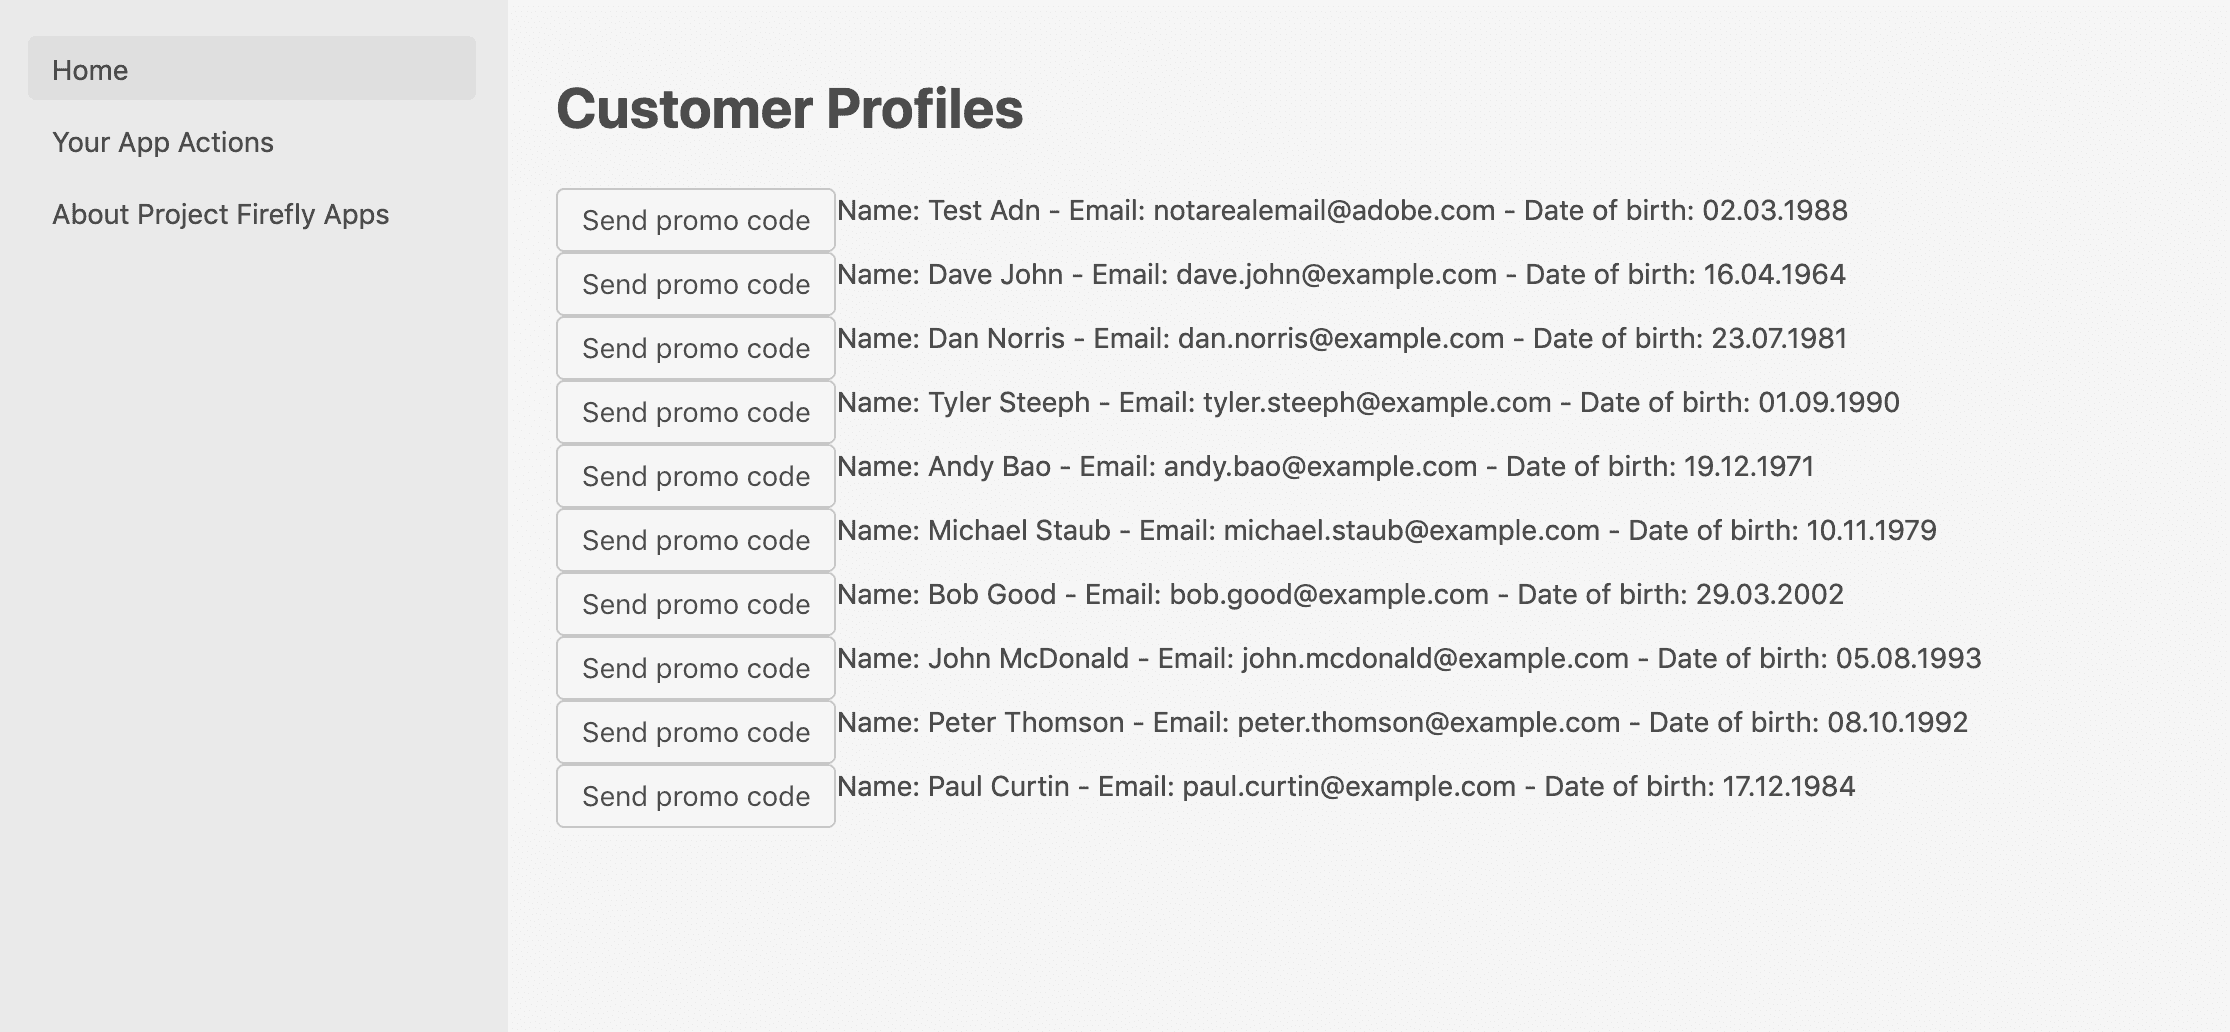 Home
Your App Actions
About Project Firefly Apps
Customer Profiles
Send promo code Name: Test Adn - Email: notarealemail@adobe.com - Date of birth: 02.03.1988
Send promo code Name: Dave John - Email: dave.john@example.com - Date of birth: 16.04.1964
Send promo code Name: Dan Norris - Email: dan.norris@example.com - Date of birth: 23.07.1981
Send promo code Name: Tyler Steeph - Email: tyler.steeph@example.com - Date of birth: 01.09.1990
Send promo code Name: Andy Bao - Email: andy.bao@example.com - Date of birth: 19.12.1971
Send promo code Name: Michael Staub - Email: michael.staub@example.com - Date of birth: 10.11.1979
Send promo code Name: Bob Good - Email: bob.good@example.com - Date of birth: 29.03.2002
Send promo code Name: John McDonald - Email: john.mcdonald@example.com - Date of birth: 05.08.1993
Send promo code Name: Peter Thomson - Email: peter.thomson@example.com - Date of birth: 08.10.1992
Send promo code Name: Paul Curtin - Email: paul.curtin@example.com - Date of birth: 17.12.1984